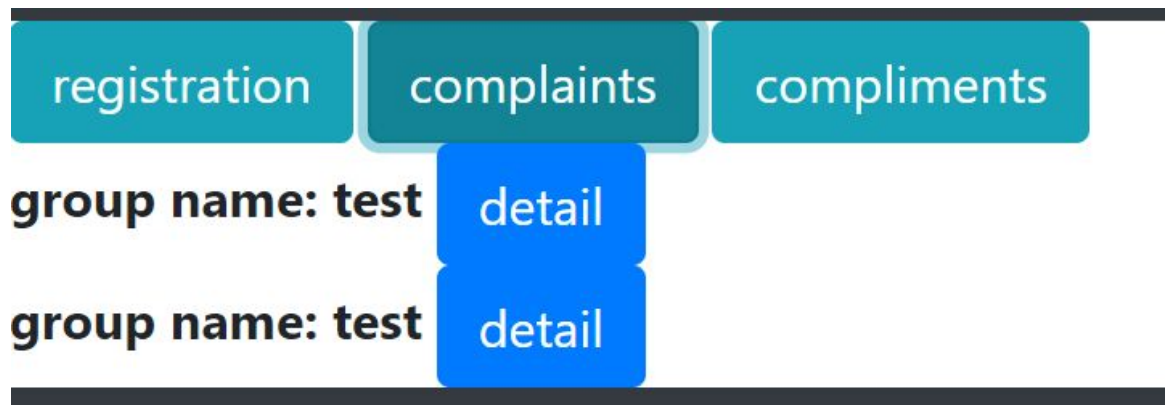 registration complaints compliments
group name: test detail
group name: test detail